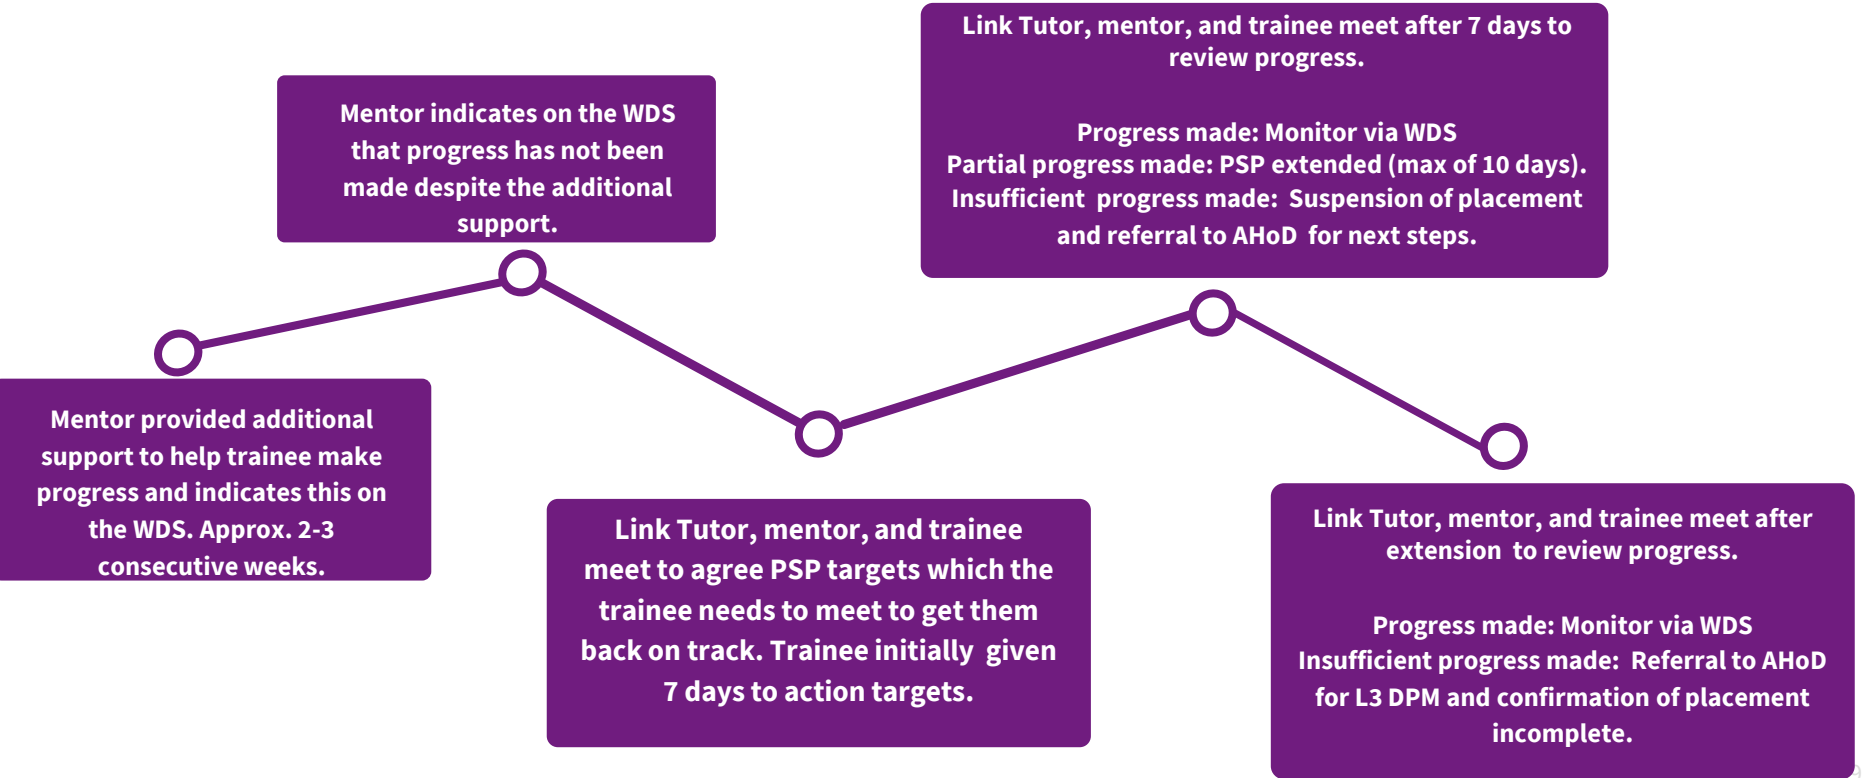 Mentor provided additional
support to help trainee make
progress and indicates this on
the WDS. Approx. 2-3
consecutive weeks.
Mentor indicates on the WDS
that progress has not been
made despite the additional
support.
Link Tutor, mentor, and trainee
meet to agree PSP targets which the
trainee needs to meet to get them
back on track. Trainee initially given
7 days to action targets.
Link Tutor, mentor, and trainee meet after 7 days to
review progress.
Progress made: Monitor via WDS
Partial progress made: PSP extended (max of 10 days).
Insufficient progress made: Suspension of placement
and referral to AHoD for next steps.
Link Tutor, mentor, and trainee meet after
extension to review progress.
Progress made: Monitor via WDS
Insufficient progress made: Referral to AHoD
for L3 DPM and confirmation of placement
incomplete.